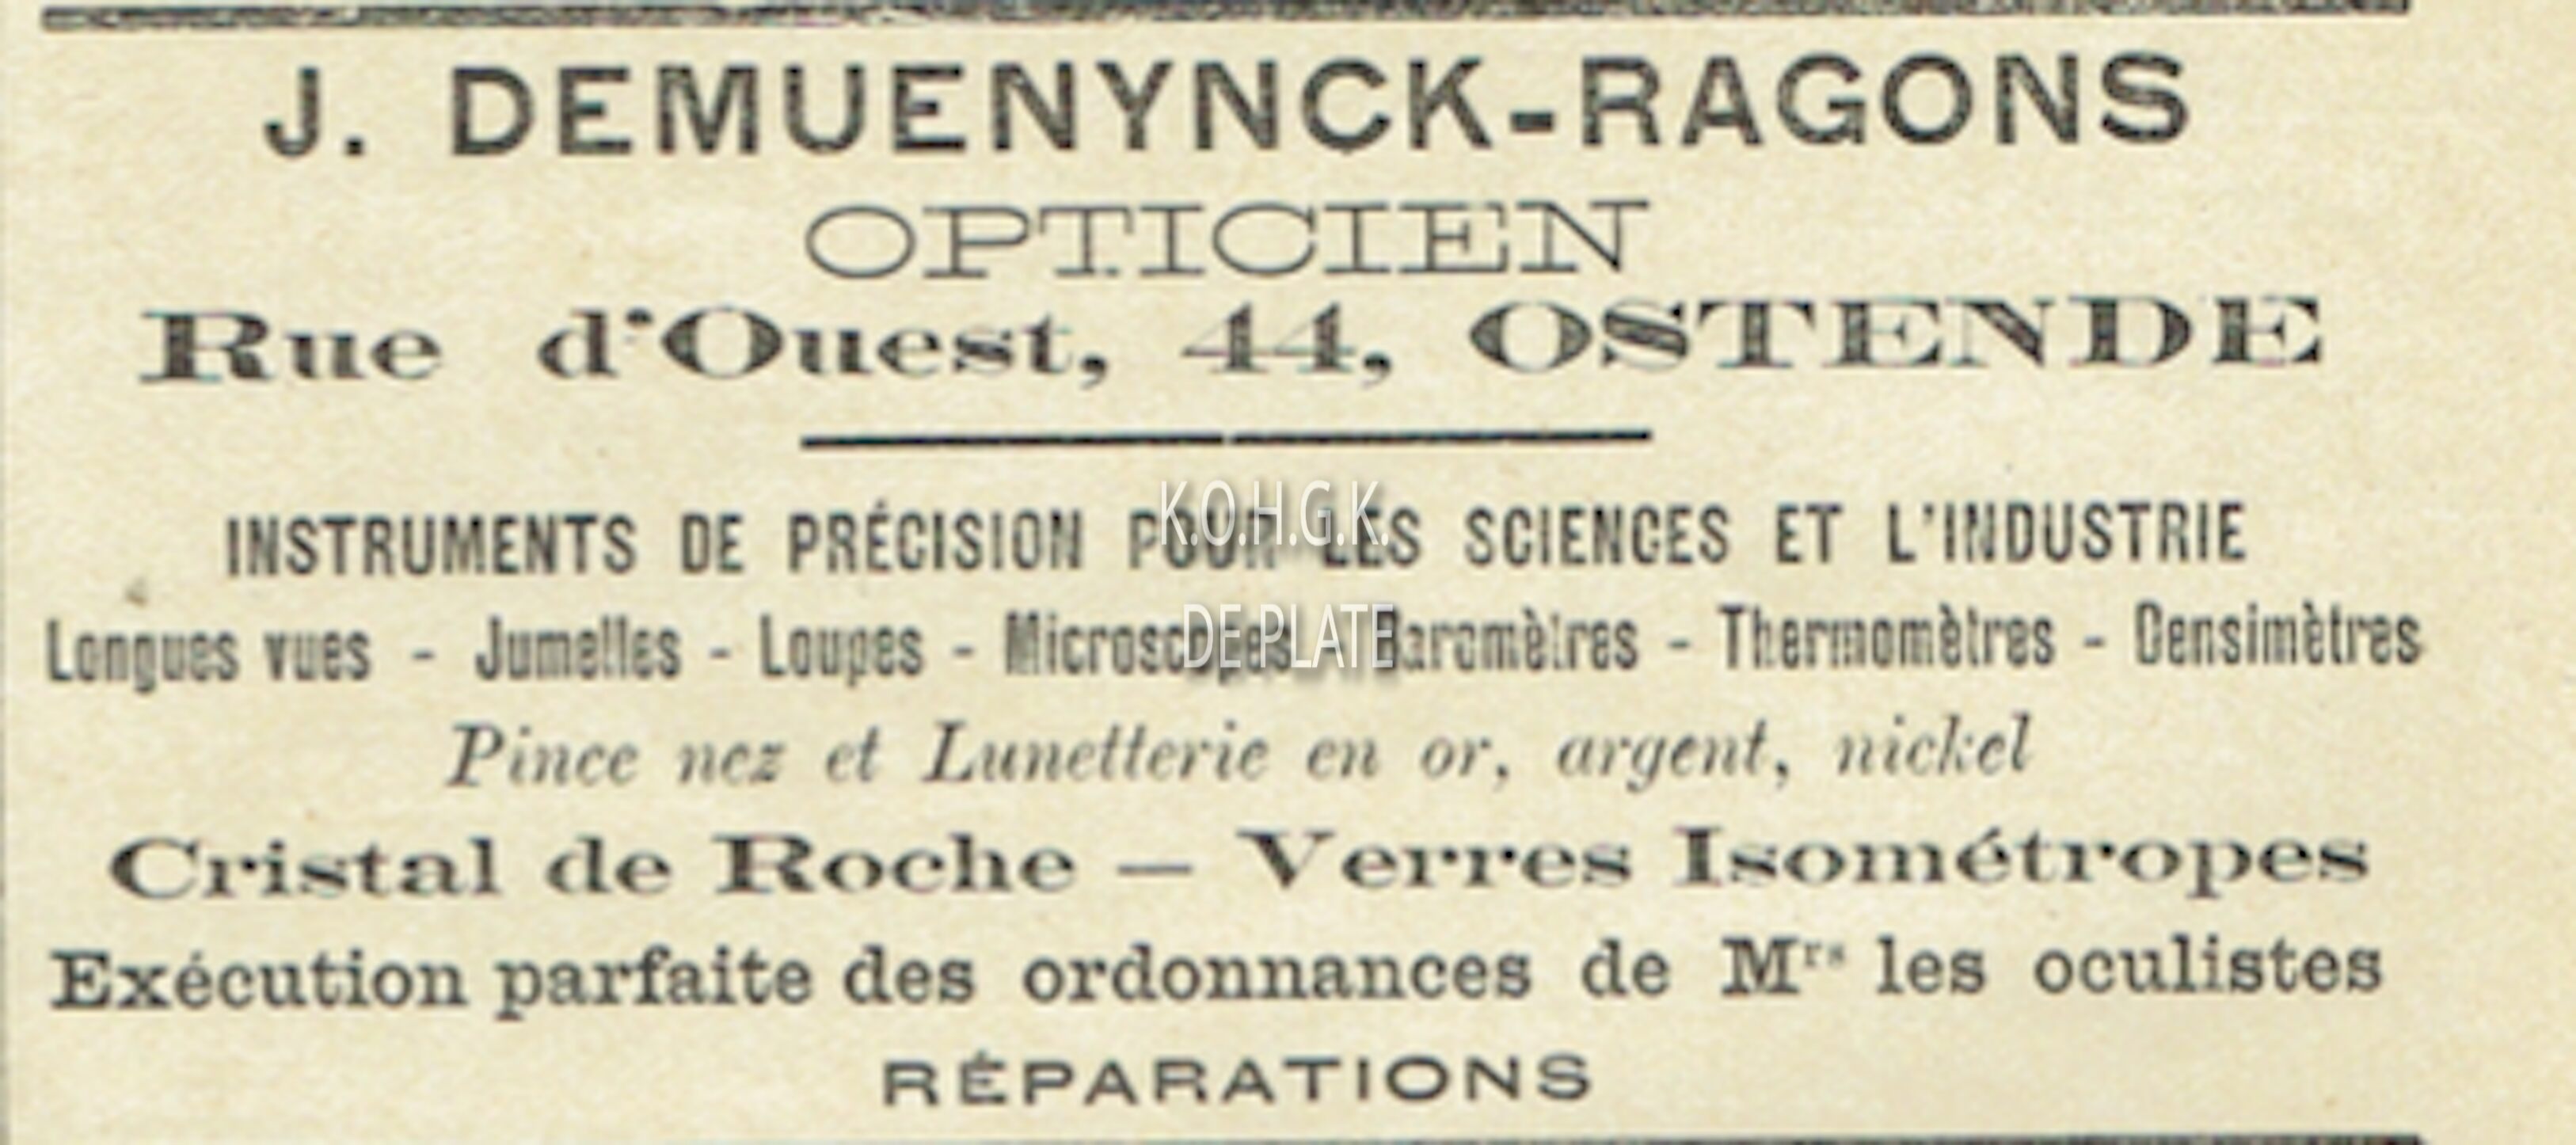 J. DEMUENYNCK-RAGONS
OPTICIEN
Rue d'Ouest, 44, OSTENDE
INSTRUMENTS DE PRÉCISION POUR LES SCIENCES ET L'INDUSTRIE
K.O.H.G.K.
Longues vues - Jumelles - Loupes - Microscopes - Baromètres - Thermomètres - Densimètres
DE PLATE
Pince nez et Lunetterie en or, argent, nickel
Cristal de Roche — Verres Isométropes
Exécution parfaite des ordonnances de Mrs les oculistes
RÉPARATIONS